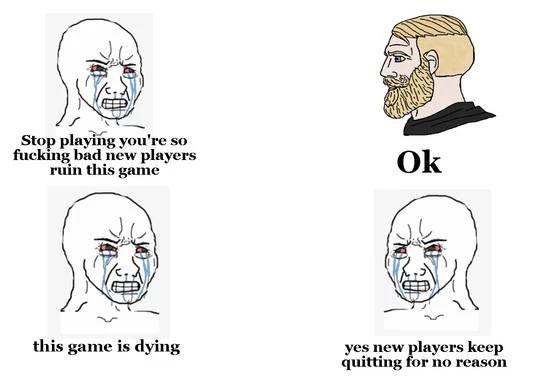 Stop playing you're so
fucking bad new players
ruin this game
Ok
this game is dying
yes new players keep
quitting for no reason